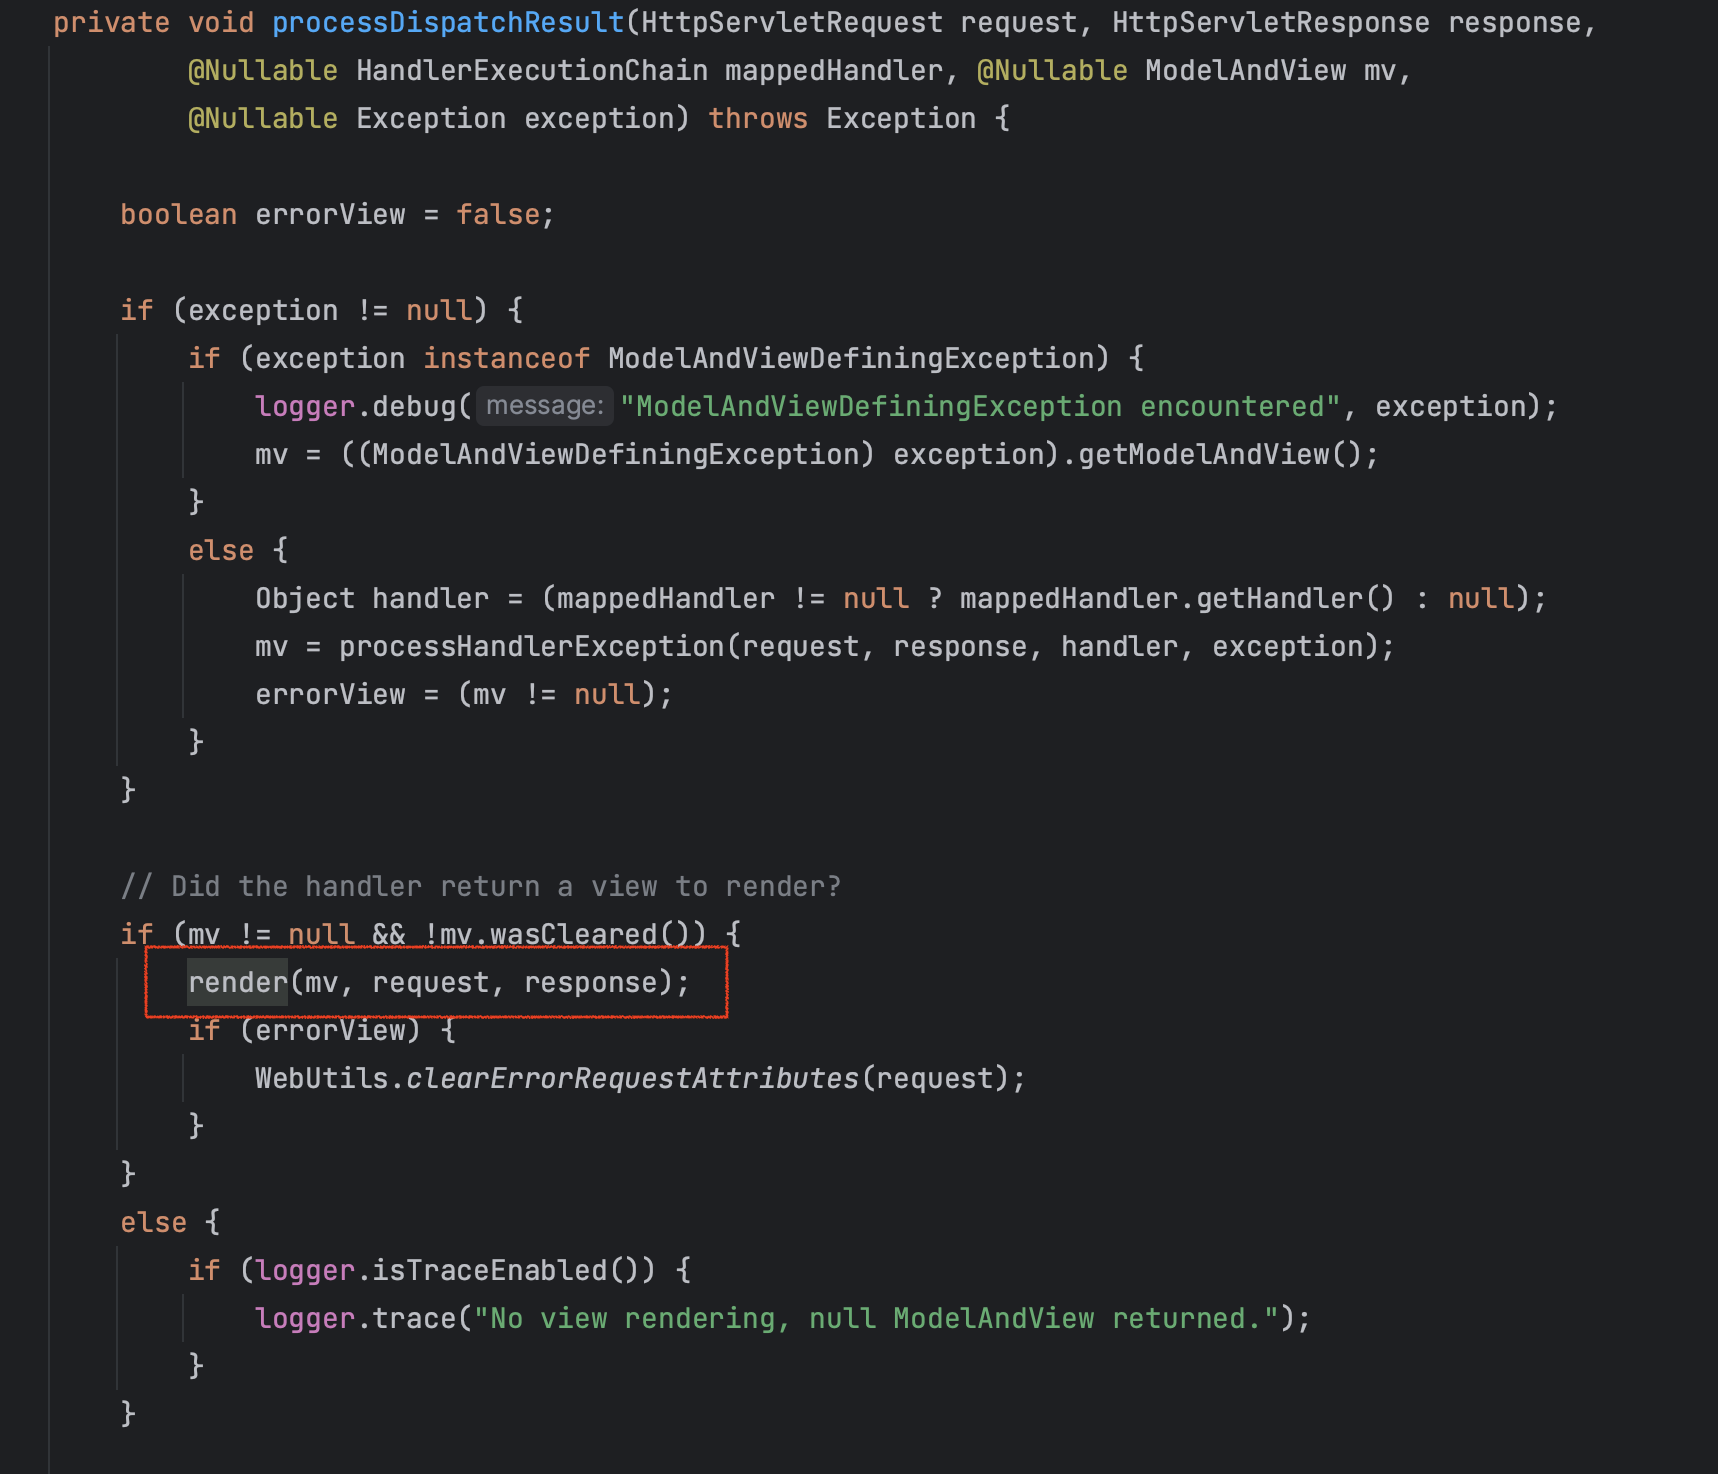 private void processDispatchResult(HttpServletRequest request, HttpServletResponse response,
@Nullable HandlerExecutionChain mappedHandler, @Nullable ModelAndView mv,
@Nullable Exception exception) throws Exception {
boolean errorView = false;
if (exception != null) {
if (exception instanceof ModelAndViewDefiningException) {
logger.debug( message: "ModelAndViewDefiningException encountered", exception);
mv = ((ModelAndViewDefiningException) exception).getModelAndView();
}
else {
Object handler = (mappedHandler != null ? mappedHandler.getHandler() : null);
mv = processHandlerException(request, response, handler, exception);
errorView = (mv != null);
}
}
// Did the handler return a view to render?
if (mv != null && !mv.wasCleared()) {
render(mv, request, response);
if (errorView) {
WebUtils.clearErrorRequestAttributes(request);
}
}
else {
if (logger.isTraceEnabled()) {
logger.trace("No view rendering, null ModelAndView returned.");
}
}